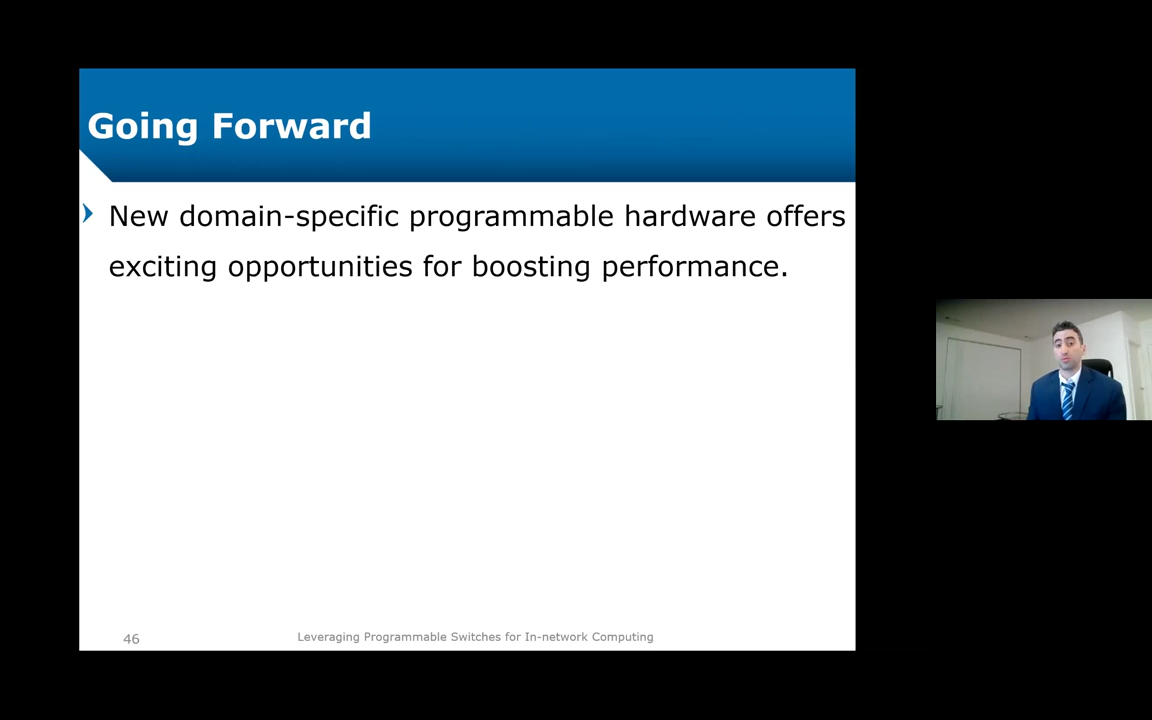 Going Forward
New domain-specific programmable hardware offers
exciting opportunities for boosting performance.
46
Leveraging Programmable Switches for In-network Computing